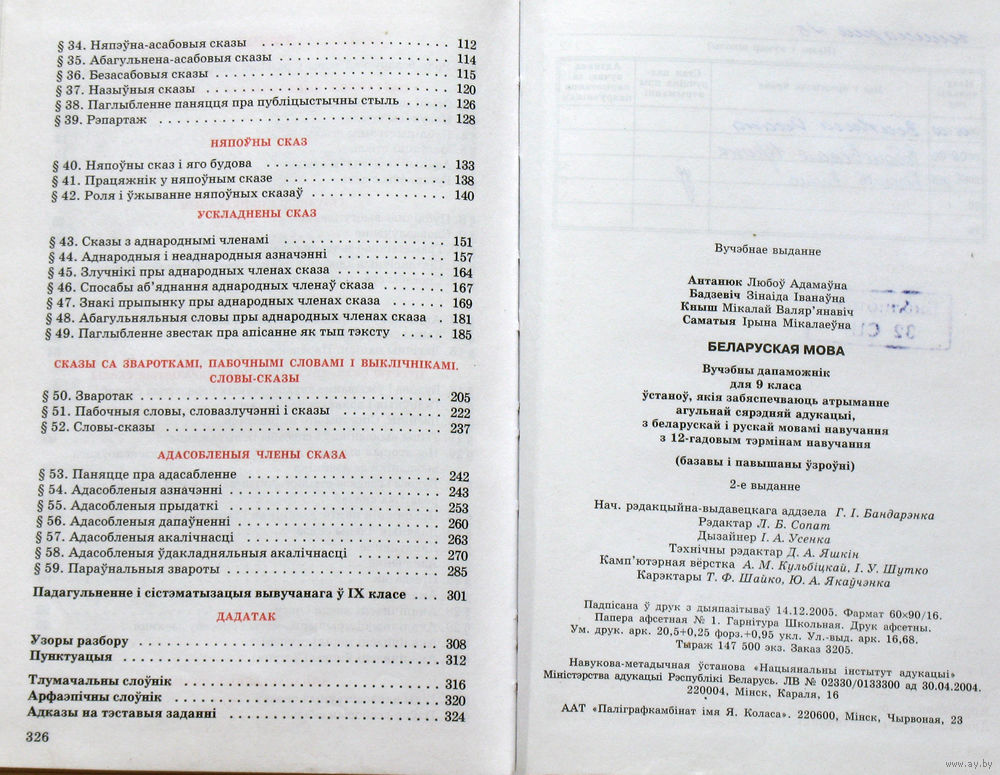 § 34. Няпэўна-асабовыя сказы . . . . . . . . . . . . . . . . . . 112
§ 35. Абагульнена-асабовыя сказы . . . . . . . . . . . . . . . 114
§ 36. Безасабовыя сказы . . . . . . . . . . . . . . . . . . . . . 115
§ 37. Назыўныя сказы . . . . . . . . . . . . . . . . . . . . . . 120
§ 38. Паглыбленне паняцця пра публіцыстычны стыль . . . . 126
§ 39. Рэпартаж . . . . . . . . . . . . . . . . . . . . . . . . . . 128
НЯПОЎНЫ СКАЗ
§ 40. Няпоўны сказ і яго будова . . . . . . . . . . . . . . . . 133
§ 41. Працяжнік у няпоўным сказе . . . . . . . . . . . . . . . 138
§ 42. Роля і ўжыванне няпоўных сказаў . . . . . . . . . . . . 140
УСКЛАДНЕНЫ СКАЗ
§ 43. Сказы з аднароднымі членамі . . . . . . . . . . . . . . 151
§ 44. Аднародныя і неаднародныя азначэнні . . . . . . . . . 157
§ 45. Злучнікі пры аднародных членах сказа . . . . . . . . . 164
§ 46. Спосабы аб’яднання аднародных членаў сказа . . . . . 167
§ 47. Знакі прыпынку пры аднародных членах сказа . . . . . 169
§ 48. Абагульняльныя словы пры аднародных членах сказа . 181
§ 49. Паглыбленне звестак пра апісанне як тып тэксту . . . 185
СКАЗЫ СА ЗВАРОТКАМІ, ПАБОЧНЫМІ СЛОВАМІ І ВЫКЛІЧНІКАМІ.
СЛОВЫ-СКАЗЫ
§ 50. Зваротак . . . . . . . . . . . . . . . . . . . . . . . . . . 205
§ 51. Пабочныя словы, словазлучэнні і сказы . . . . . . . . . 222
§ 52. Словы-сказы . . . . . . . . . . . . . . . . . . . . . . . . 237
АДАСОБЛЕНЫЯ ЧЛЕНЫ СКАЗА
§ 53. Паняцце пра адасабленне . . . . . . . . . . . . . . . . . 242
§ 54. Адасобленыя азначэнні . . . . . . . . . . . . . . . . . . 243
§ 55. Адасобленыя прыдаткі . . . . . . . . . . . . . . . . . . 253
§ 56. Адасобленыя дапаўненні . . . . . . . . . . . . . . . . . 260
§ 57. Адасобленыя акалічнасці . . . . . . . . . . . . . . . . . 263
§ 58. Адасобленыя ўдакладняльныя акалічнасці . . . . . . . . 270
§ 59. Параўнальныя звароты . . . . . . . . . . . . . . . . . . 285
Падагульненне і сістэматызацыя вывучанага ў IX класе . . . 301
ДАДАТАК
Узоры разбору . . . . . . . . . . . . . . . . . . . . . . . . . 308
Пунктуацыя . . . . . . . . . . . . . . . . . . . . . . . . . . . 312
Тлумачальны слоўнік . . . . . . . . . . . . . . . . . . . . . 316
Арфаэпічны слоўнік . . . . . . . . . . . . . . . . . . . . . . 320
Адказы на тэставыя заданні . . . . . . . . . . . . . . . . . 324
326
Вучэбнае выданне
Антанюк Любоў Адамаўна
Бадзевіч Зінаіда Іванаўна
Кныш Мікалай Валяр’янавіч
Саматыя Ірына Мікалаеўна
БЕЛАРУСКАЯ МОВА
Вучэбны дапаможнік
для 9 класа
ўстаноў, якія забяспечваюць атрыманне
агульнай сярэдняй адукацыі,
з беларускай і рускай мовамі навучання
з 12-гадовым тэрмінам навучання
(базавы і павышаны ўзроўні)
2-е выданне
Нач. рэдакцыйна-выдавецкага аддзела Г. І. Бандарэнка
Рэдактар Л. Б. Сопат
Дызайнер І. А. Усенка
Тэхнічны рэдактар Д. А. Яшкін
Камп’ютэрная вёрстка А. М. Кульбіцкай, І. У. Шутко
Карэктары Т. Ф. Шайко, Ю. А. Якаўчэнка
Падпісана ў друк з дыяпазітываў 14.12.2005. Фармат 60×90/16.
Папера афсетная № 1. Гарнітура Школьная. Друк афсетны.
Ум. друк. арк. 20,5+0,25 форз.+0,95 укл. Ул.-выд. арк. 16,68.
Тыраж 147 500 экз. Заказ 3205.
Навукова-метадычная ўстанова «Нацыянальны інстытут адукацыі»
Міністэрства адукацыі Рэспублікі Беларусь. ЛВ № 02330/0133300 ад 30.04.2004.
220004, Мінск, Караля, 16
ААТ «Паліграфкамбінат імя Я. Коласа». 220600, Мінск, Чырвоная, 23
www.ay.by